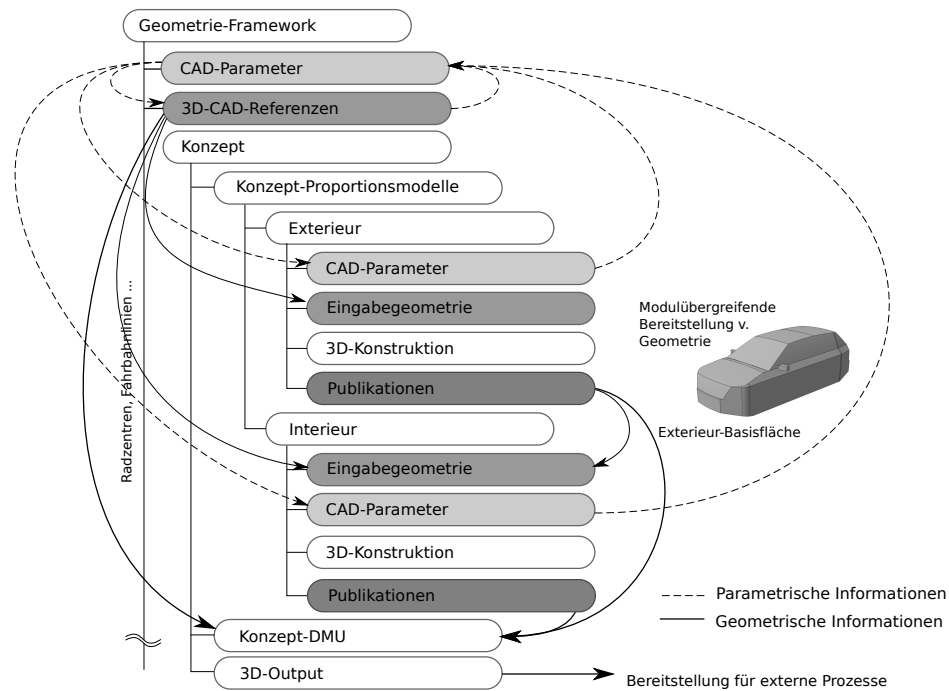 Geometrie-Framework
CAD-Parameter
3D-CAD-Referenzen
Konzept
Konzept-Proportionsmodelle
Exterieur
CAD-Parameter
Eingabegeometrie
3D-Konstruktion
Publikationen
Interieur
Eingabegeometrie
CAD-Parameter
3D-Konstruktion
Publikationen
Konzept-DMU
3D-Output
Radzentren, Fahrbahnlinien ...
Modulübergreifende
Bereitstellung v.
Geometrie
Exterieur-Basisfläche
Parametrische Informationen
Geometrische Informationen
Bereitstellung für externe Prozesse